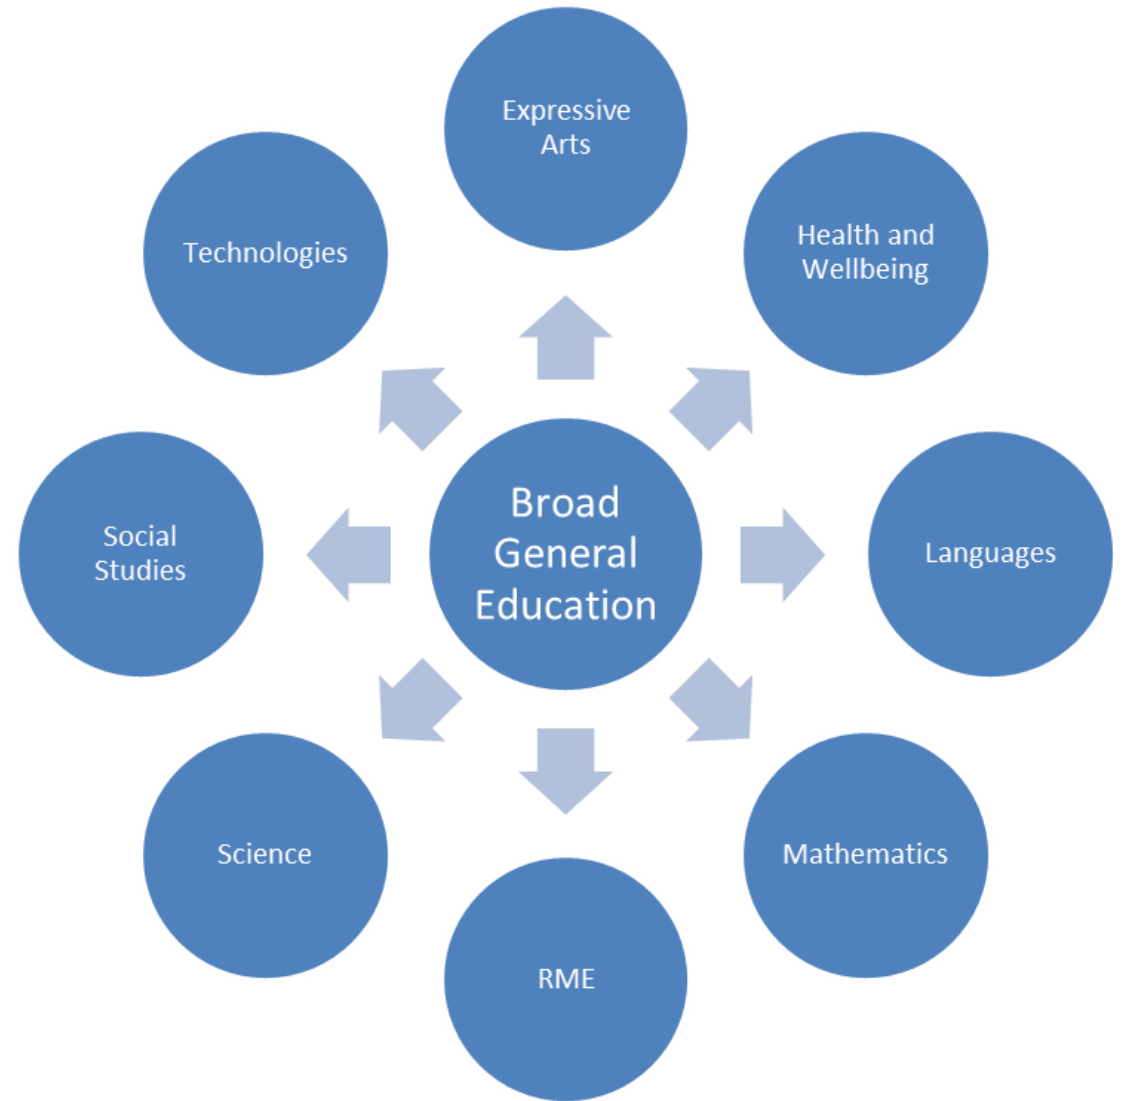 Expressive
Arts
Health and
Wellbeing
Languages
Mathematics
RME
Science
Social
Studies
Technologies
Broad
General
Education